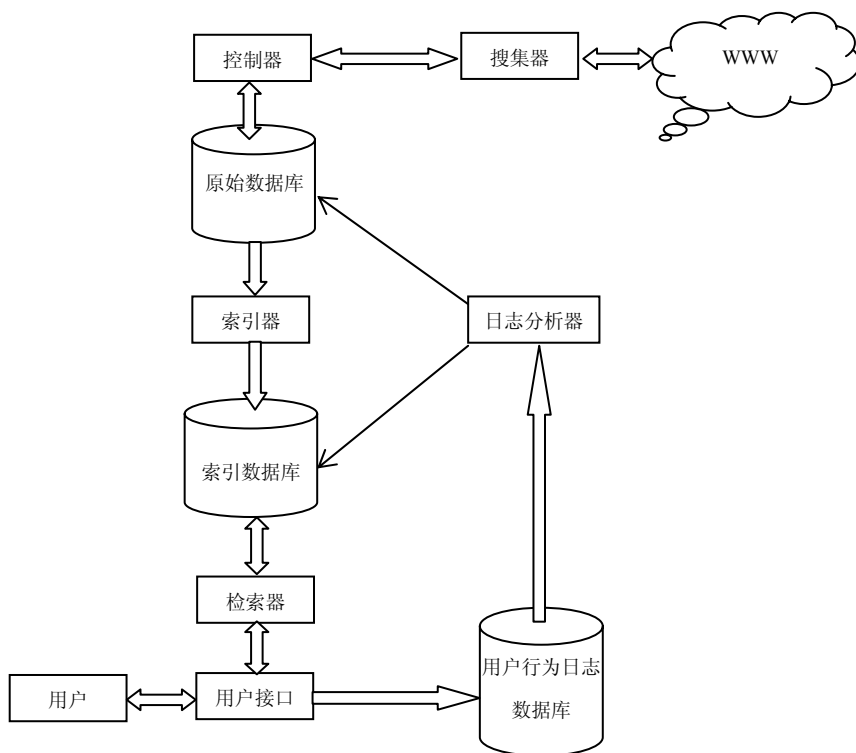 控制器
搜集器
WWW
原始数据库
索引器
日志分析器
索引数据库
检索器
用户行为日志
数据库
用户
用户接口